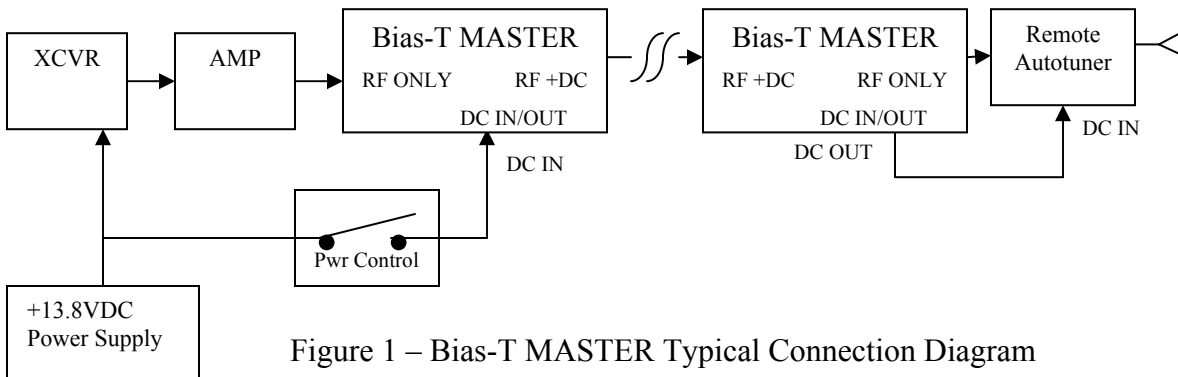 XCVR
AMP
Bias-T MASTER
RF ONLY RF +DC
DC IN/OUT
DC IN
Bias-T MASTER
RF +DC RF ONLY
DC IN/OUT
DC OUT
Remote
Autotuner
DC IN
Pwr Control
+13.8VDC
Power Supply
Figure 1 – Bias-T MASTER Typical Connection Diagram